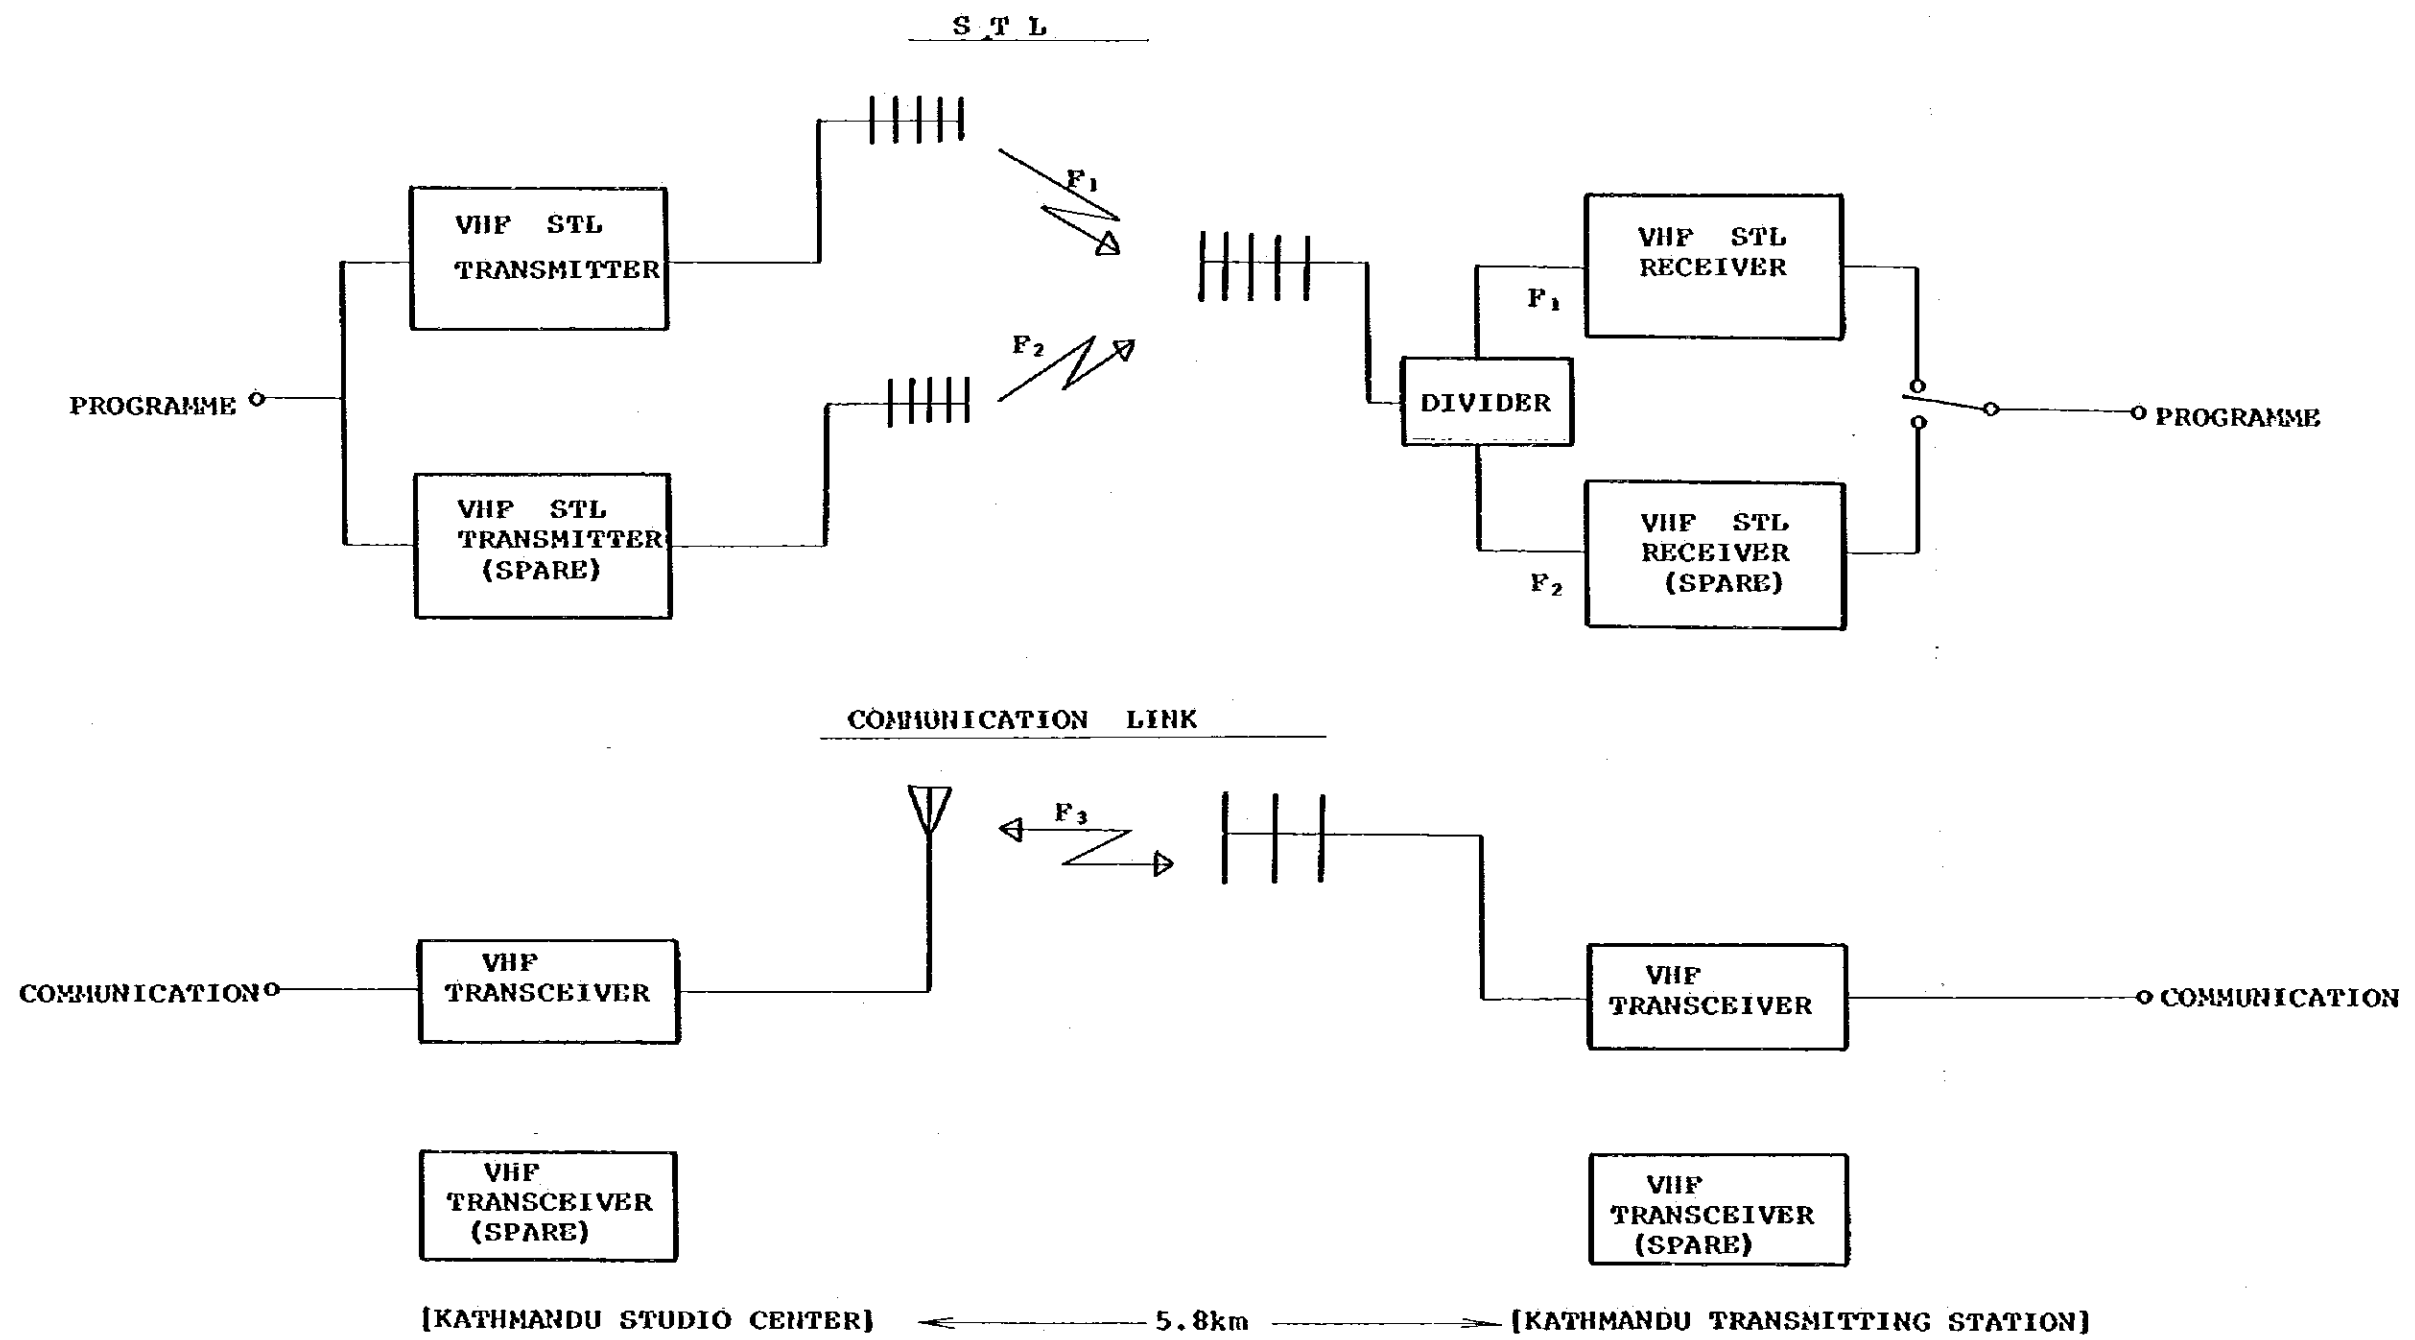 S T L
F₁
VHF STL
TRANSMITTER
VHF STL
RECEIVER
F₁
F₂
PROGRAMME
DIVIDER
PROGRAMME
VHF STL
TRANSMITTER
(SPARE)
VHF STL
RECEIVER
(SPARE)
F₂
COMMUNICATION LINK
F₃
COMMUNICATION
VHF
TRANSCEIVER
VHF
TRANSCEIVER
COMMUNICATION
VHF
TRANSCEIVER
(SPARE)
VHF
TRANSCEIVER
(SPARE)
[KATHMANDU STUDIO CENTER]
5.8km
[KATHMANDU TRANSMITTING STATION]